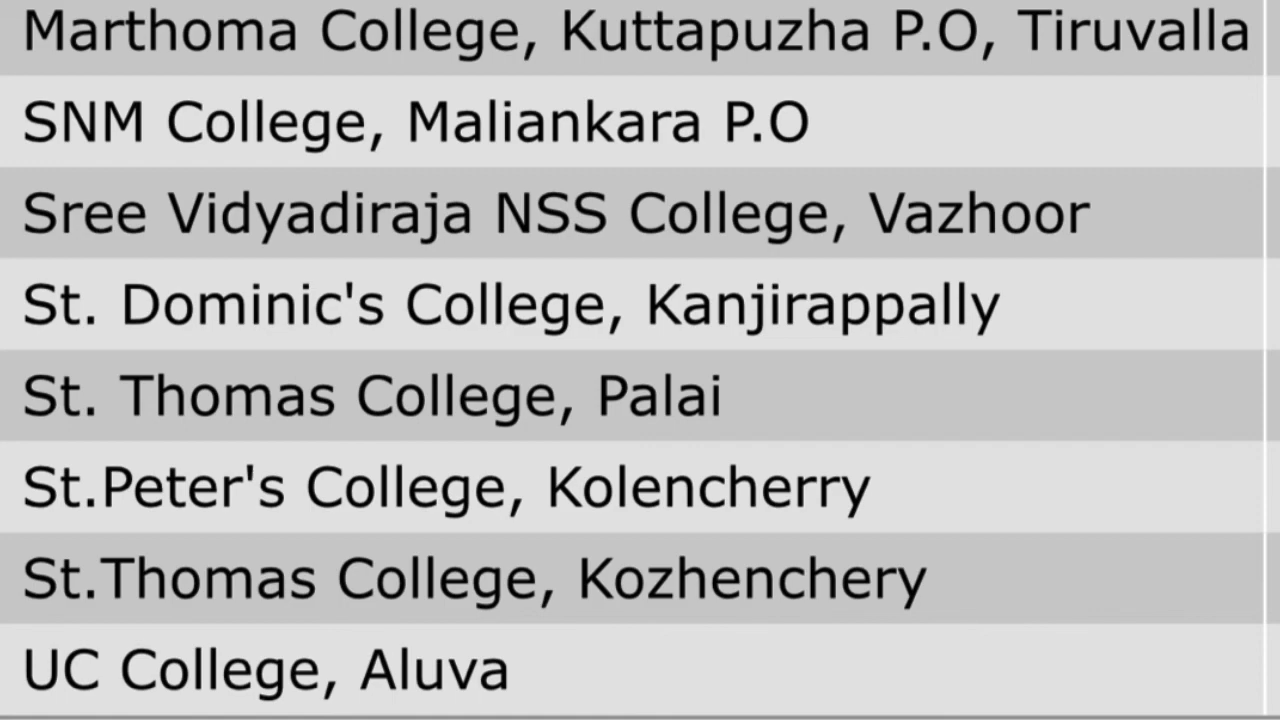 Marthoma College, Kuttapuzha P.O, Tiruvalla
SNM College, Maliankara P.O
Sree Vidyadiraja NSS College, Vazhoor
St. Dominic's College, Kanjirappally
St. Thomas College, Palai
St.Peter's College, Kolencherry
St.Thomas College, Kozhenchery
UC College, Aluva